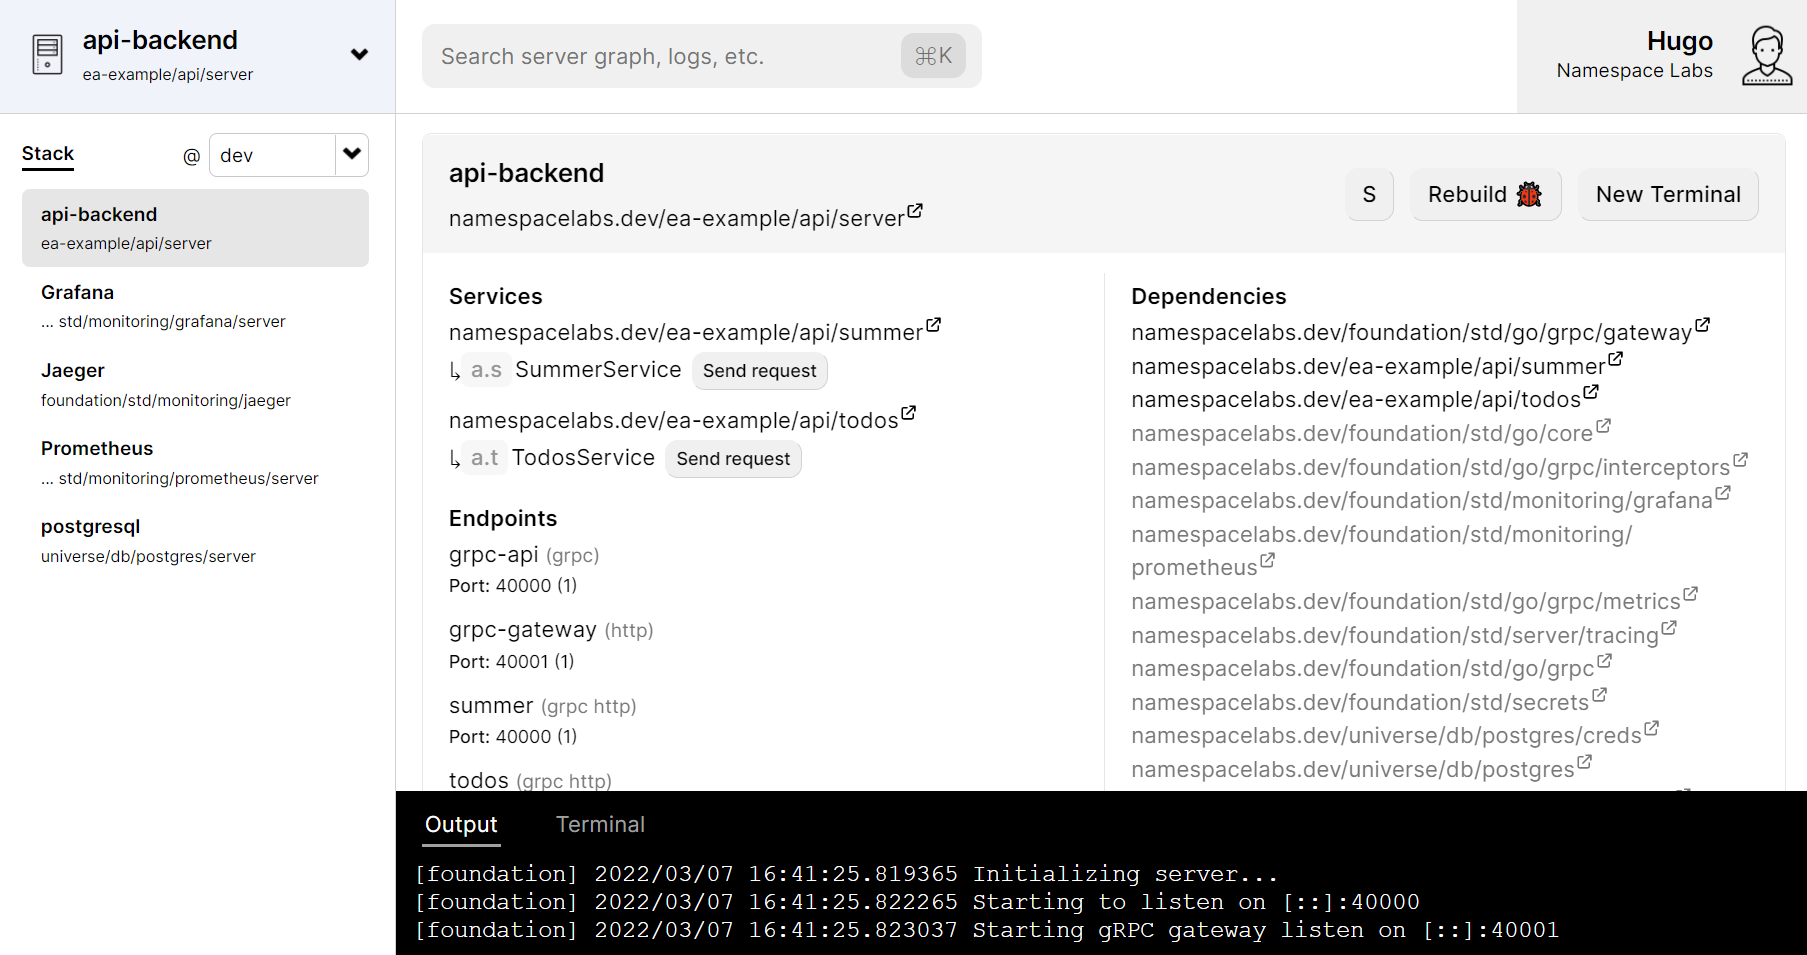 api-backend
ea-example/api/server
Search server graph, logs, etc.
⌘K
Hugo
Namespace Labs
Stack
@ dev
api-backend
ea-example/api/server
Grafana
... std/monitoring/grafana/server
Jaeger
foundation/std/monitoring/jaeger
Prometheus
... std/monitoring/prometheus/server
postgresql
universe/db/postgres/server
api-backend
namespacelabs.dev/ea-example/api/server
S
Rebuild
New Terminal
Services
namespacelabs.dev/ea-example/api/summer
a.s SummerService Send request
namespacelabs.dev/ea-example/api/todos
a.t TodosService Send request
Endpoints
grpc-api (grpc)
Port: 40000 (1)
grpc-gateway (http)
Port: 40001 (1)
summer (grpc http)
Port: 40000 (1)
todos (grpc http)
Dependencies
namespacelabs.dev/foundation/std/go/grpc/gateway
namespacelabs.dev/ea-example/api/summer
namespacelabs.dev/ea-example/api/todos
namespacelabs.dev/foundation/std/go/core
namespacelabs.dev/foundation/std/go/grpc/interceptors
namespacelabs.dev/foundation/std/monitoring/grafana
namespacelabs.dev/foundation/std/monitoring/
prometheus
namespacelabs.dev/foundation/std/go/grpc/metrics
namespacelabs.dev/foundation/std/server/tracing
namespacelabs.dev/foundation/std/go/grpc
namespacelabs.dev/foundation/std/secrets
namespacelabs.dev/universe/db/postgres/creds
namespacelabs.dev/universe/db/postgres
Output
Terminal
[foundation] 2022/03/07 16:41:25.819365 Initializing server...
[foundation] 2022/03/07 16:41:25.822265 Starting to listen on [::]:40000
[foundation] 2022/03/07 16:41:25.823037 Starting gRPC gateway listen on [::]:40001